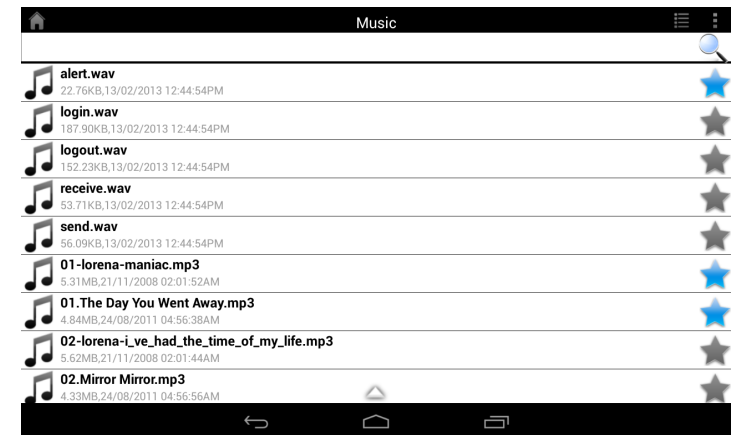 Music
alert.wav
22.76KB,13/02/2013 12:44:54PM
login.wav
187.90KB,13/02/2013 12:44:54PM
logout.wav
152.23KB,13/02/2013 12:44:54PM
receive.wav
53.71KB,13/02/2013 12:44:54PM
send.wav
56.09KB,13/02/2013 12:44:54PM
01-lorena-maniac.mp3
5.31MB,21/11/2008 02:01:52AM
01.The Day You Went Away.mp3
4.84MB,24/08/2011 04:56:38AM
02-lorena-i_ve_had_the_time_of_my_life.mp3
5.62MB,21/11/2008 02:01:44AM
02.Mirror Mirror.mp3
4.33MB,24/08/2011 04:56:56AM